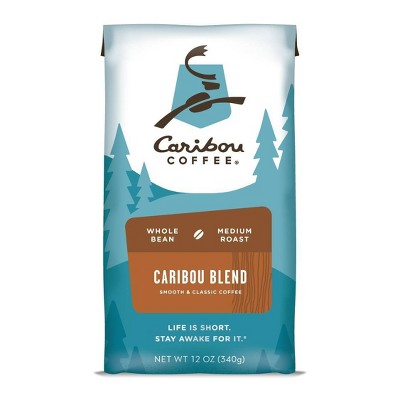 Caribou
COFFEE®
WHOLE BEAN
MEDIUM ROAST
CARIBOU BLEND
SMOOTH & CLASSIC COFFEE
LIFE IS SHORT.
STAY AWAKE FOR IT.®
NET WT 12 OZ (340g)